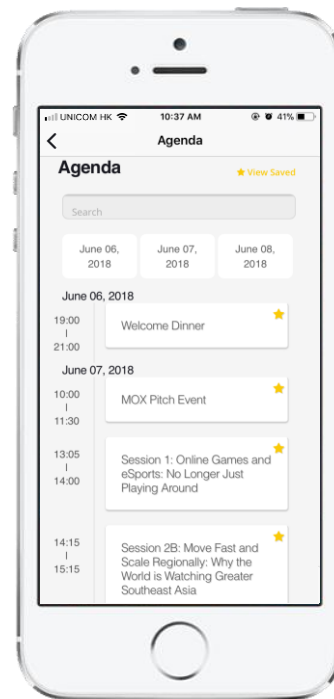 UNICOM HK 10:37 AM 41%
Agenda
Agenda
View Saved
Search
June 06, 2018
June 07, 2018
June 08, 2018
June 06, 2018
19:00
|
21:00
Welcome Dinner
June 07, 2018
10:00
|
11:30
MOX Pitch Event
13:05
|
14:00
Session 1: Online Games and
eSports: No Longer Just
Playing Around
14:15
|
15:15
Session 2B: Move Fast and
Scale Regionally: Why the
World is Watching Greater
Southeast Asia